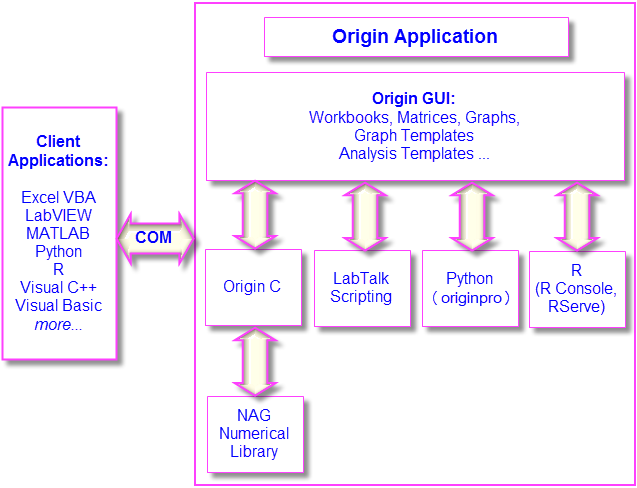 Origin Application
Origin GUI:
Workbooks, Matrices, Graphs,
Graph Templates
Analysis Templates ...
Client
Applications:
Excel VBA
LabVIEW
MATLAB
Python
R
Visual C++
Visual Basic
more...
COM
Origin C
LabTalk
Scripting
Python
(originpro)
R
(R Console,
RServe)
NAG
Numerical
Library